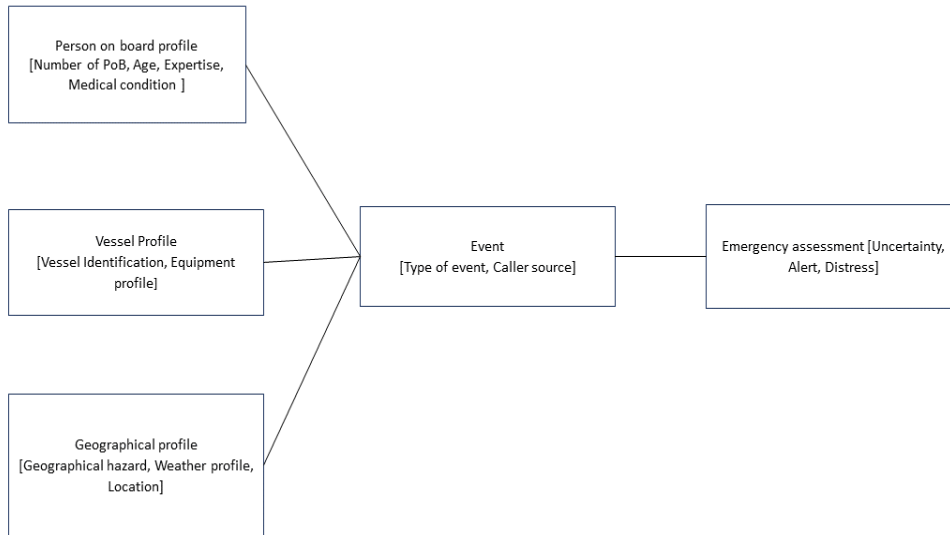 Person on board profile
[Number of PoB, Age, Expertise,
Medical condition ]
Vessel Profile
[Vessel Identification, Equipment
profile]
Geographical profile
[Geographical hazard, Weather profile,
Location]
Event
[Type of event, Caller source]
Emergency assessment [Uncertainty,
Alert, Distress]